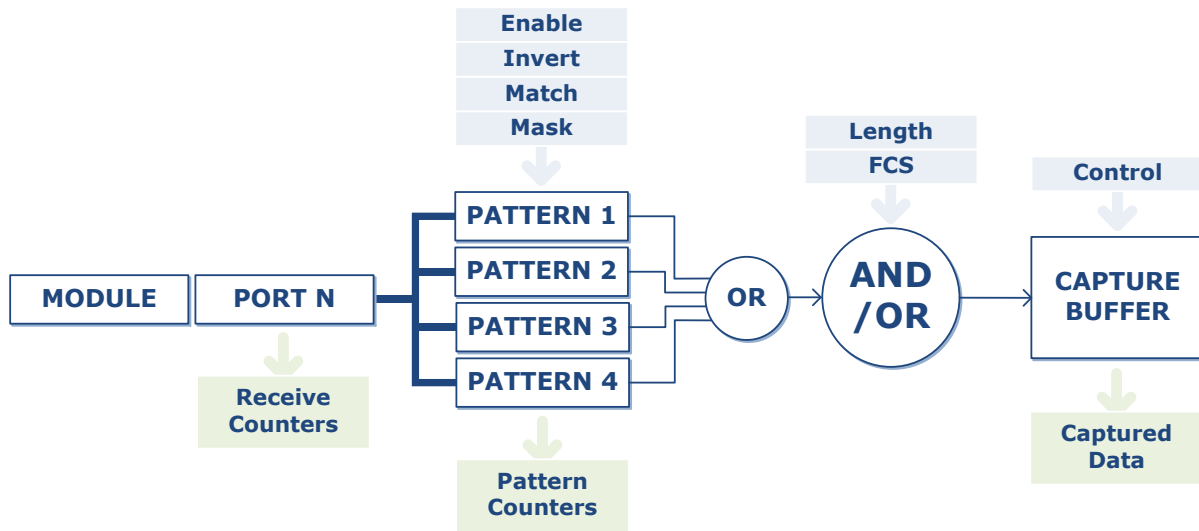 Enable
Invert
Match
Mask
Length
FCS
Control
PATTERN 1
PATTERN 2
PATTERN 3
PATTERN 4
MODULE
PORT N
OR
AND
/OR
CAPTURE
BUFFER
Receive
Counters
Pattern
Counters
Captured
Data